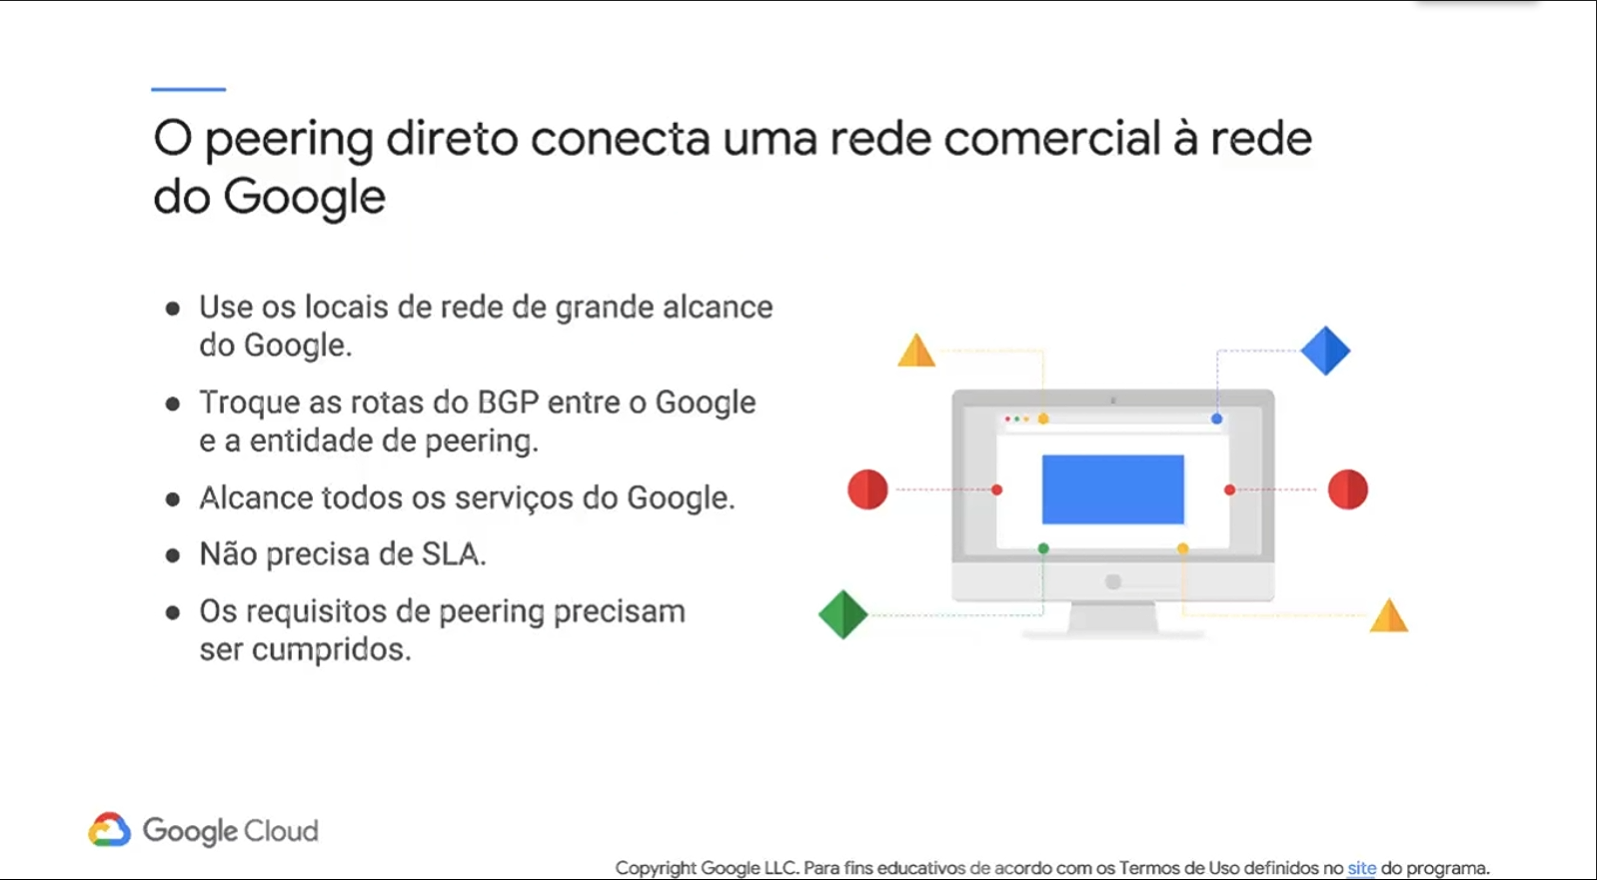 O peering direto conecta uma rede comercial à rede
do Google
● Use os locais de rede de grande alcance
do Google.
● Troque as rotas do BGP entre o Google
e a entidade de peering.
● Alcance todos os serviços do Google.
● Não precisa de SLA.
● Os requisitos de peering precisam
ser cumpridos.
Google Cloud
Copyright Google LLC. Para fins educativos de acordo com os Termos de Uso definidos no site do programa.